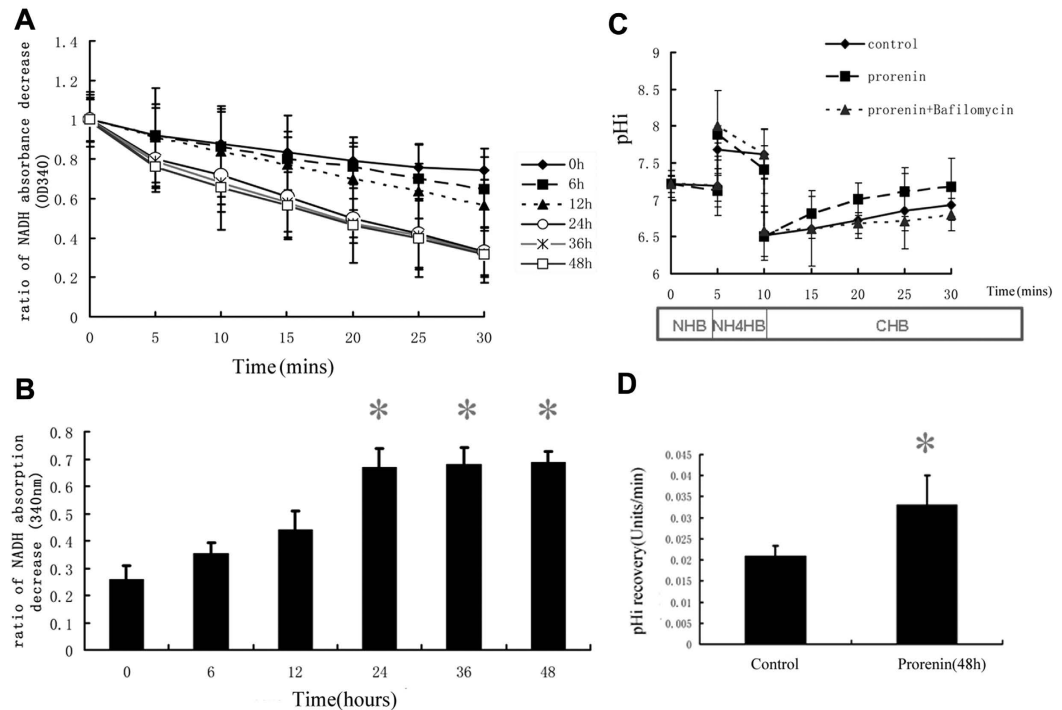 A
ratio of NADH absorbance decrease
(OD340)
1.4
1.2
1
0.8
0.6
0.4
0.2
0
0 5 10 15 20 25 30
Time(mins)
0h
6h
12h
24h
36h
48h
B
ratio of NADH absorption
decrease (340nm)
0.8
0.7
0.6
0.5
0.4
0.3
0.2
0.1
0
* * *
0 6 12 24 36 48
Time(hours)
C
pHi
9
8.5
8
7.5
7
6.5
6
control
prorenin
prorenin+Bafilomycin
0 5 10 15 20 25 30
Time(mins)
NHB NH4HB CHB
D
pHi recovery(Units/min)
0.045
0.04
0.035
0.03
0.025
0.02
0.015
0.01
0.005
0
*
Control Prorenin(48h)